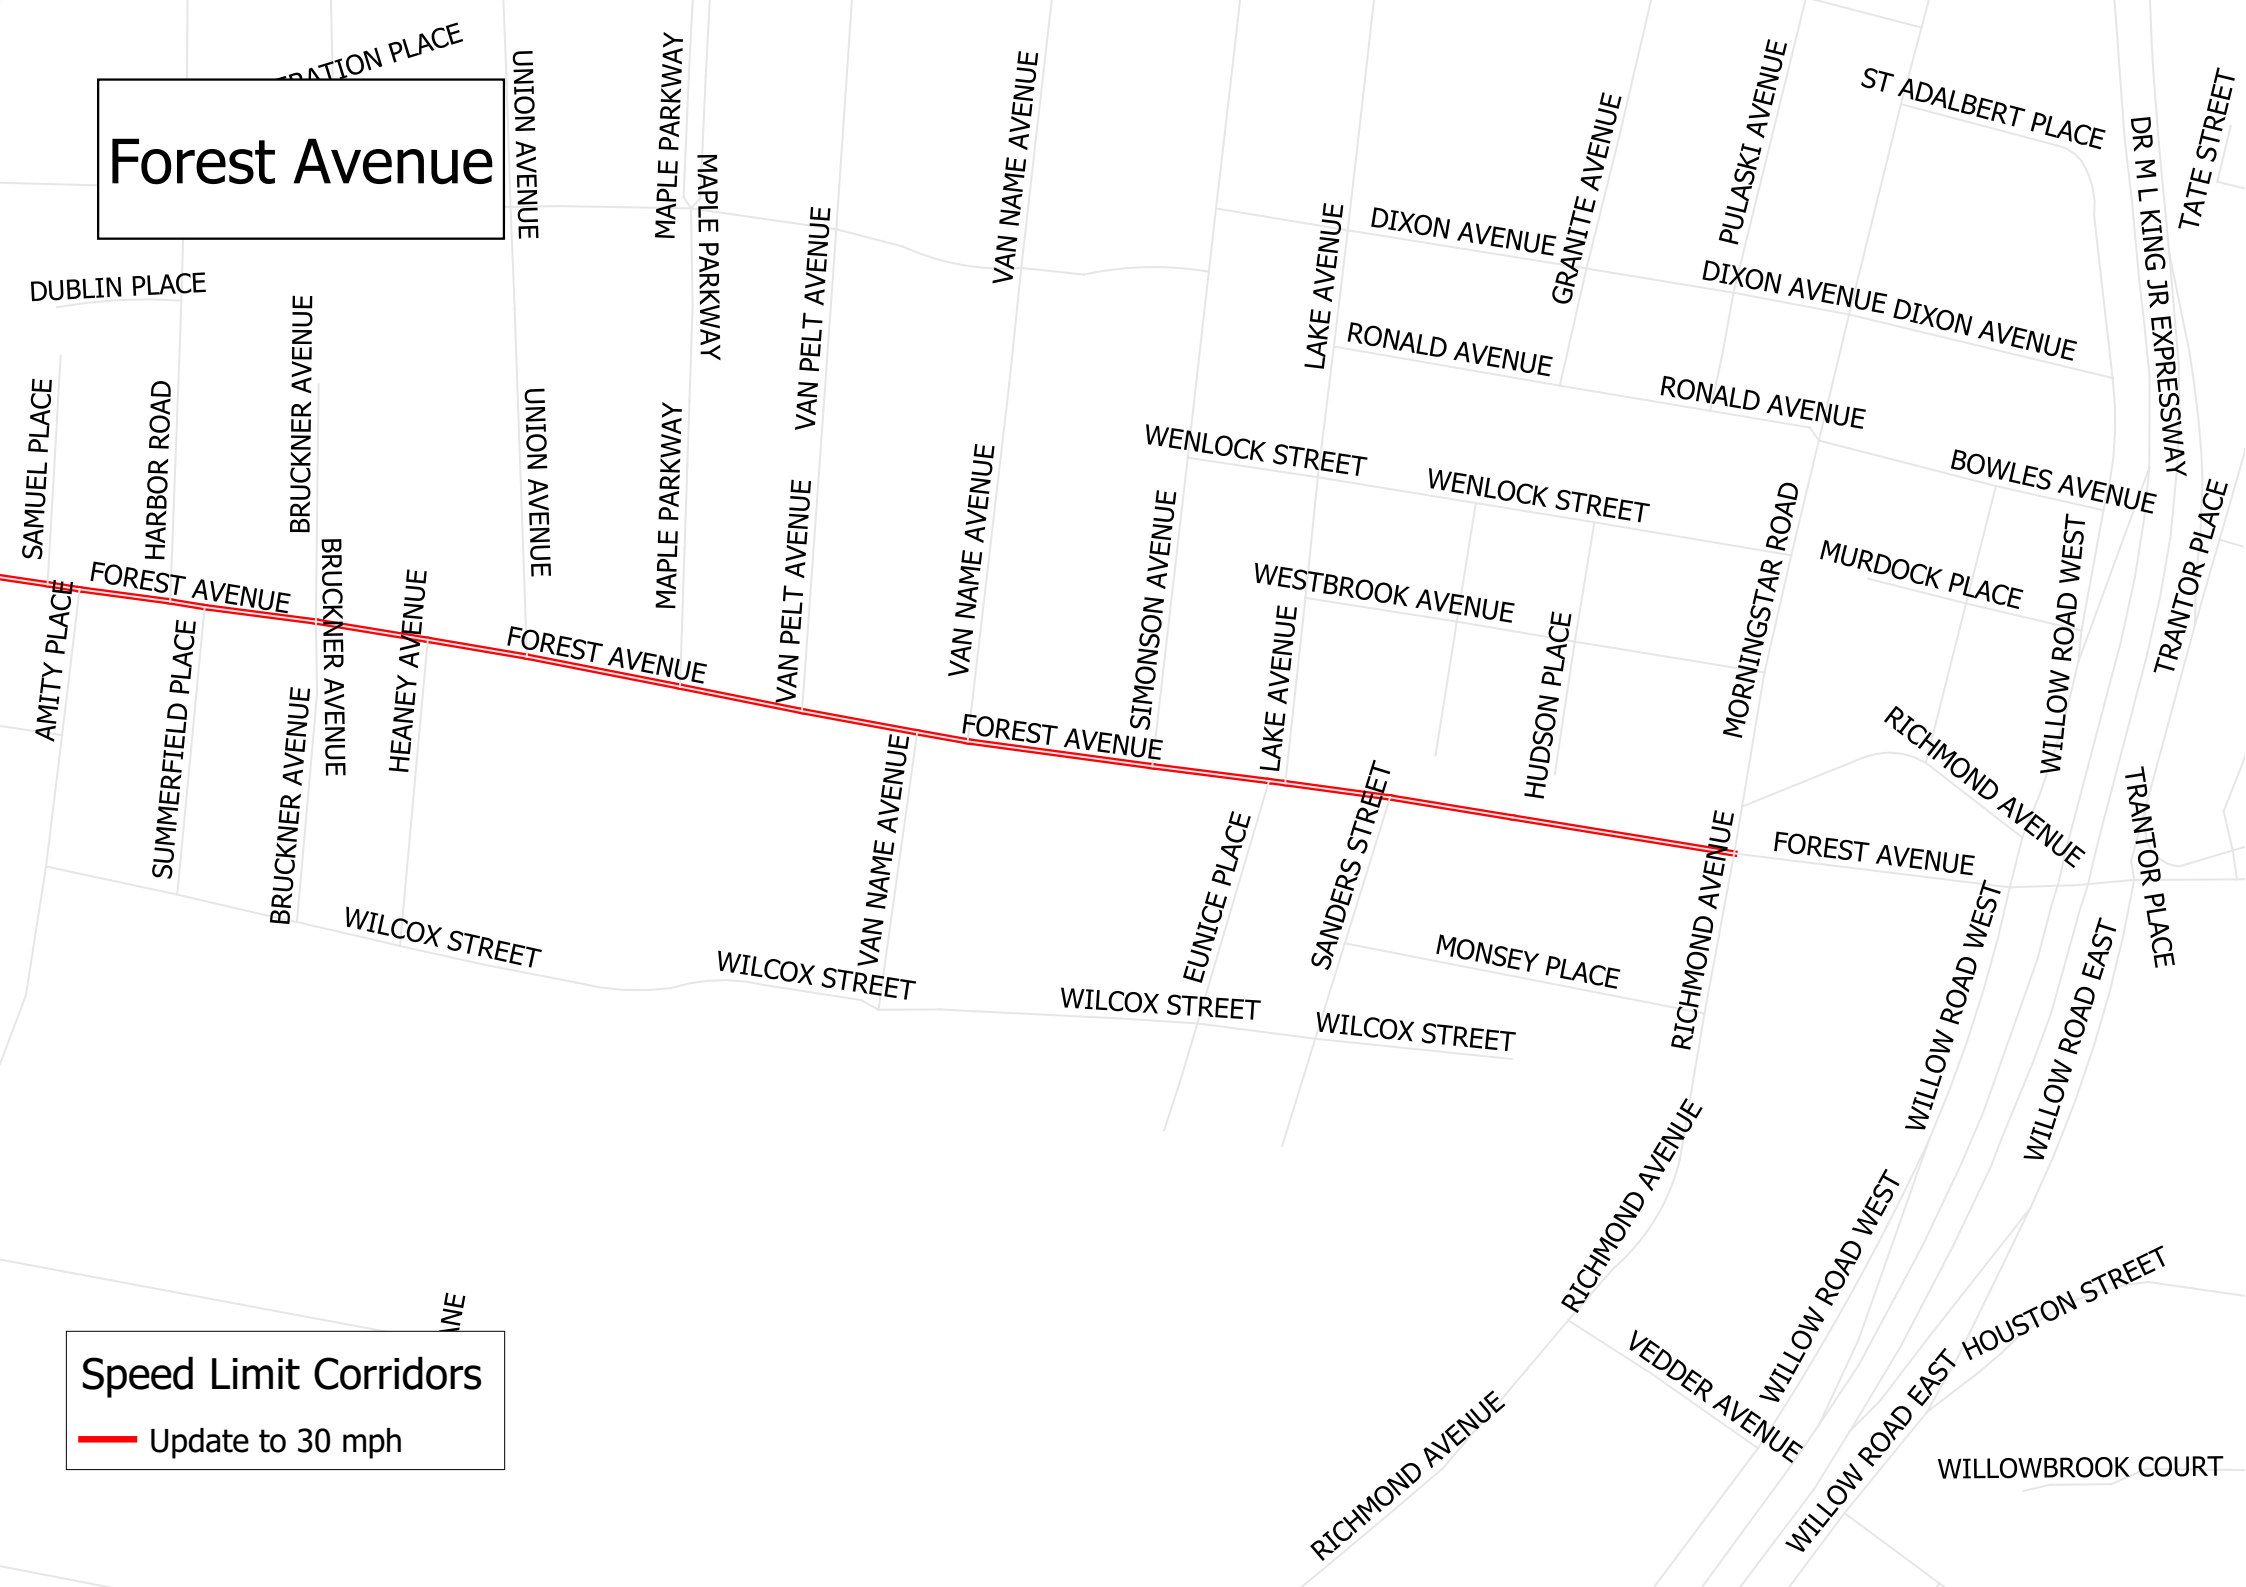 Forest Avenue
PLACE
UNION AVENUE
MAPLE PARKWAY
MAPLE PARKWAY
VAN NAME AVENUE
VAN PELT AVENUE
LAKE AVENUE
DIXON AVENUE
GRANITE AVENUE
PULASKI AVENUE
ST ADALBERT PLACE
DR M L KING JR EXPRESSWAY
TATE STREET
DIXON AVENUE
DIXON AVENUE
DUBLIN PLACE
BRUCKNER AVENUE
RONALD AVENUE
RONALD AVENUE
SAMUEL PLACE
HARBOR ROAD
UNION AVENUE
MAPLE PARKWAY
VAN PELT AVENUE
VAN NAME AVENUE
WENLOCK STREET
WENLOCK STREET
SIMONSON AVENUE
MORNINGSTAR ROAD
BOWLES AVENUE
TRANTOR PLACE
MURDOCK PLACE
WILLOW ROAD WEST
FOREST AVENUE
AMITY PLACE
BRUCKNER AVENUE
HEANEY AVENUE
SUMMERFIELD PLACE
BRUCKNER AVENUE
FOREST AVENUE
WESTBROOK AVENUE
LAKE AVENUE
HUDSON PLACE
FOREST AVENUE
VAN NAME AVENUE
EUNICE PLACE
SANDERS STREET
RICHMOND AVENUE
RICHMOND AVENUE
FOREST AVENUE
TRANTOR PLACE
WILCOX STREET
WILCOX STREET
WILCOX STREET
WILCOX STREET
MONSEY PLACE
WILLOW ROAD WEST
WILLOW ROAD EAST
RICHMOND AVENUE
WILLOW ROAD WEST
HOUSTON STREET
VEDDER AVENUE
WILLOW ROAD EAST
RICHMOND AVENUE
WILLOWBROOK COURT
Speed Limit Corridors
Update to 30 mph